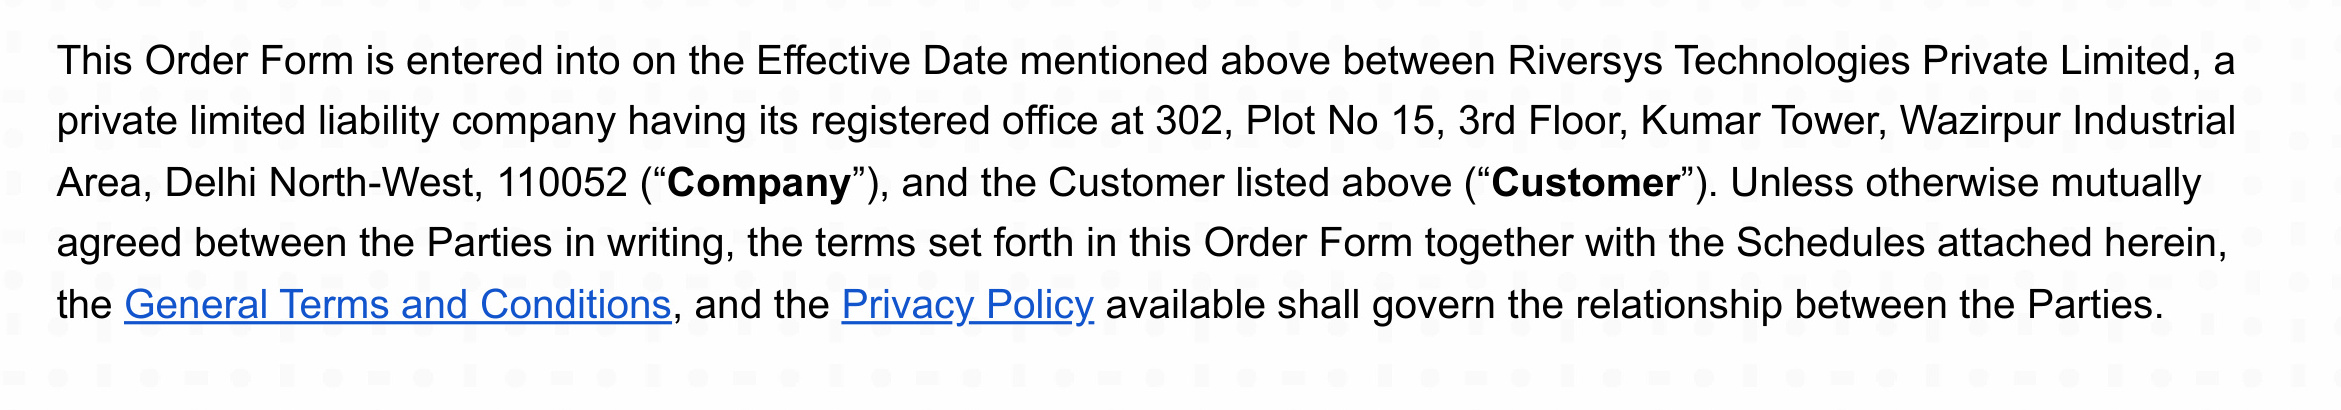 This Order Form is entered into on the Effective Date mentioned above between Riversys Technologies Private Limited, a
private limited liability company having its registered office at 302, Plot No 15, 3rd Floor, Kumar Tower, Wazirpur Industrial
Area, Delhi North-West, 110052 (“Company”), and the Customer listed above (“Customer”). Unless otherwise mutually
agreed between the Parties in writing, the terms set forth in this Order Form together with the Schedules attached herein,
the General Terms and Conditions, and the Privacy Policy available shall govern the relationship between the Parties.